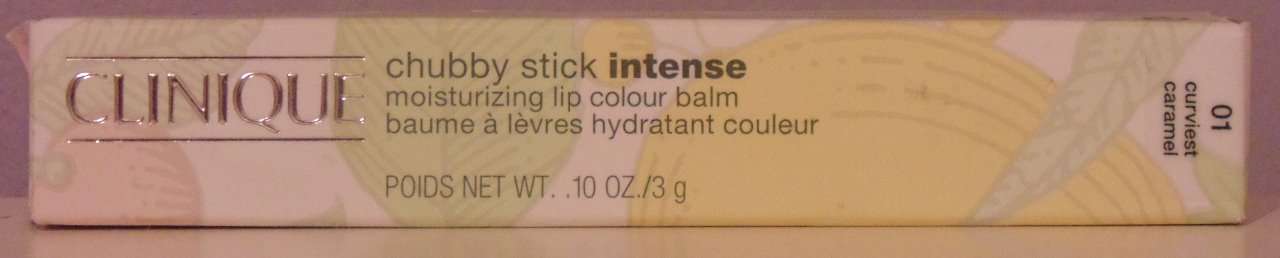 CLINIQUE
chubby stick intense
moisturizing lip colour balm
baume à lèvres hydratant couleur
POIDS NET WT. .10 OZ./3 g
01
curviest
caramel